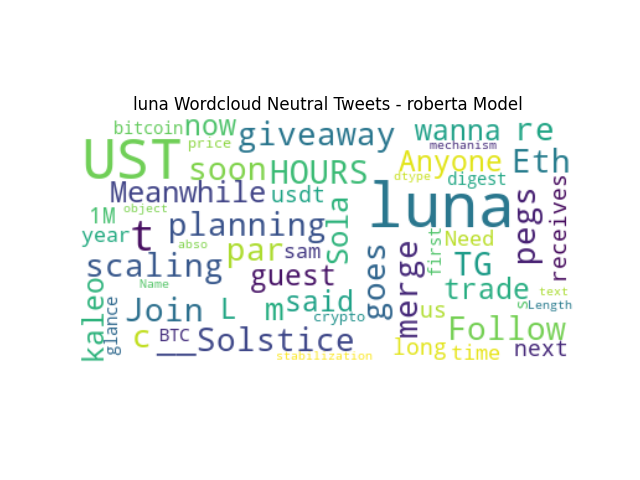 luna Wordcloud Neutral Tweets - roberta Model
bitcoin now giveaway wanna re
price mechanism
UST soon HOURS Anyone Eth
dtype digest
Meanwhile usdt luna
object
1M t planning Sola pegs receives
year abso par sam goes merge first Need
scaling guest TG
Name
kaleo glance Join L m said us trade text
s Length
crypto
c BTC __Solstice Follow
stabilization long time next